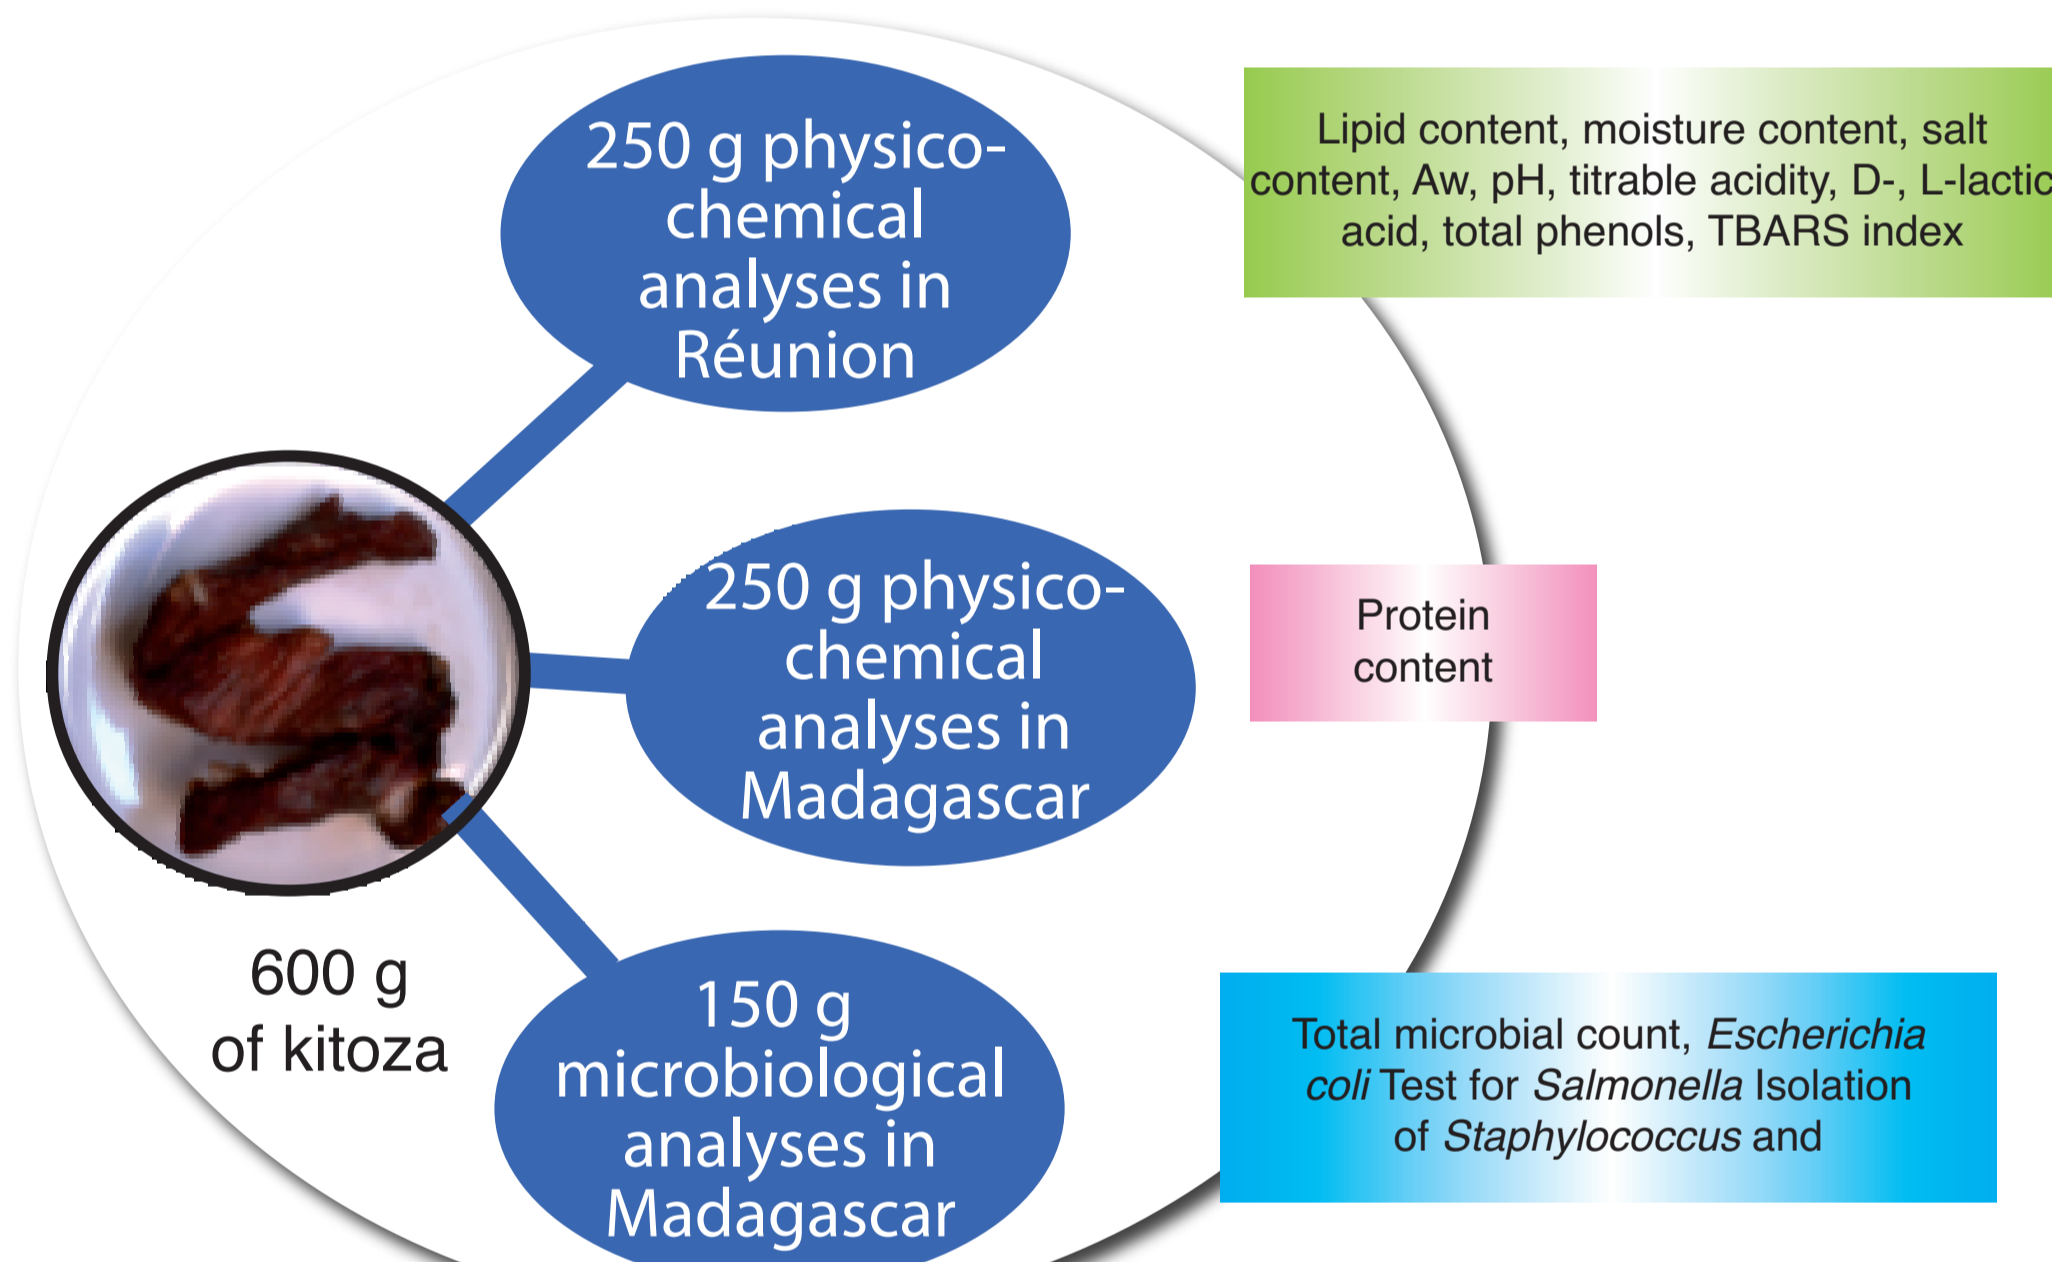 250 g physico-
chemical
analyses in
Réunion
Lipid content, moisture content, salt
content, Aw, pH, titrable acidity, D-, L-lactic
acid, total phenols, TBARS index
250 g physico-
chemical
analyses in
Madagascar
Protein
content
600 g
of kitoza
150 g
microbiological
analyses in
Madagascar
Total microbial count, Escherichia
coli Test for Salmonella Isolation
of Staphylococcus and